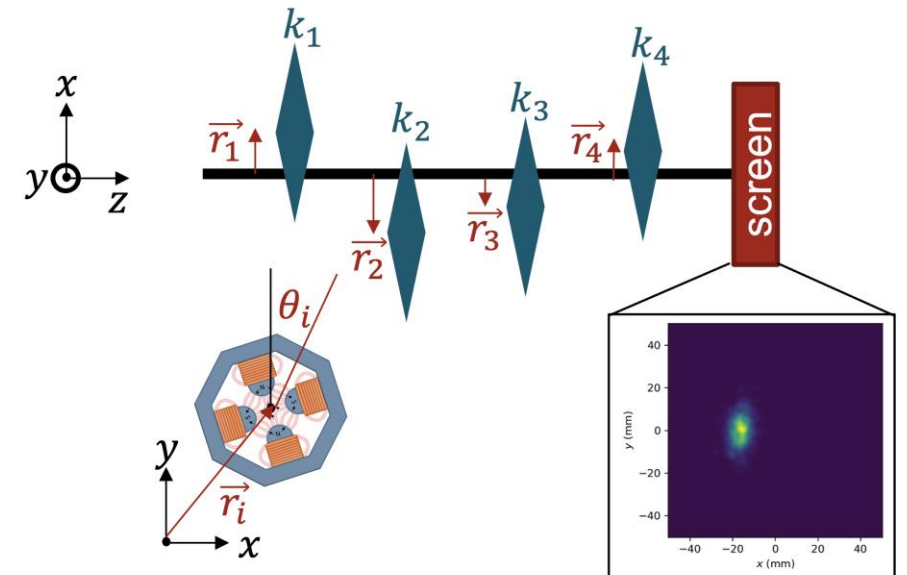 k₁
k₂
k₃
k₄
x
y
z
r₁
r₂
r₃
r₄
screen
θᵢ
N
S
S
N
y
x
rᵢ
40
20
0
−20
−40
y (mm)
−40 −20 0 20 40
x (mm)